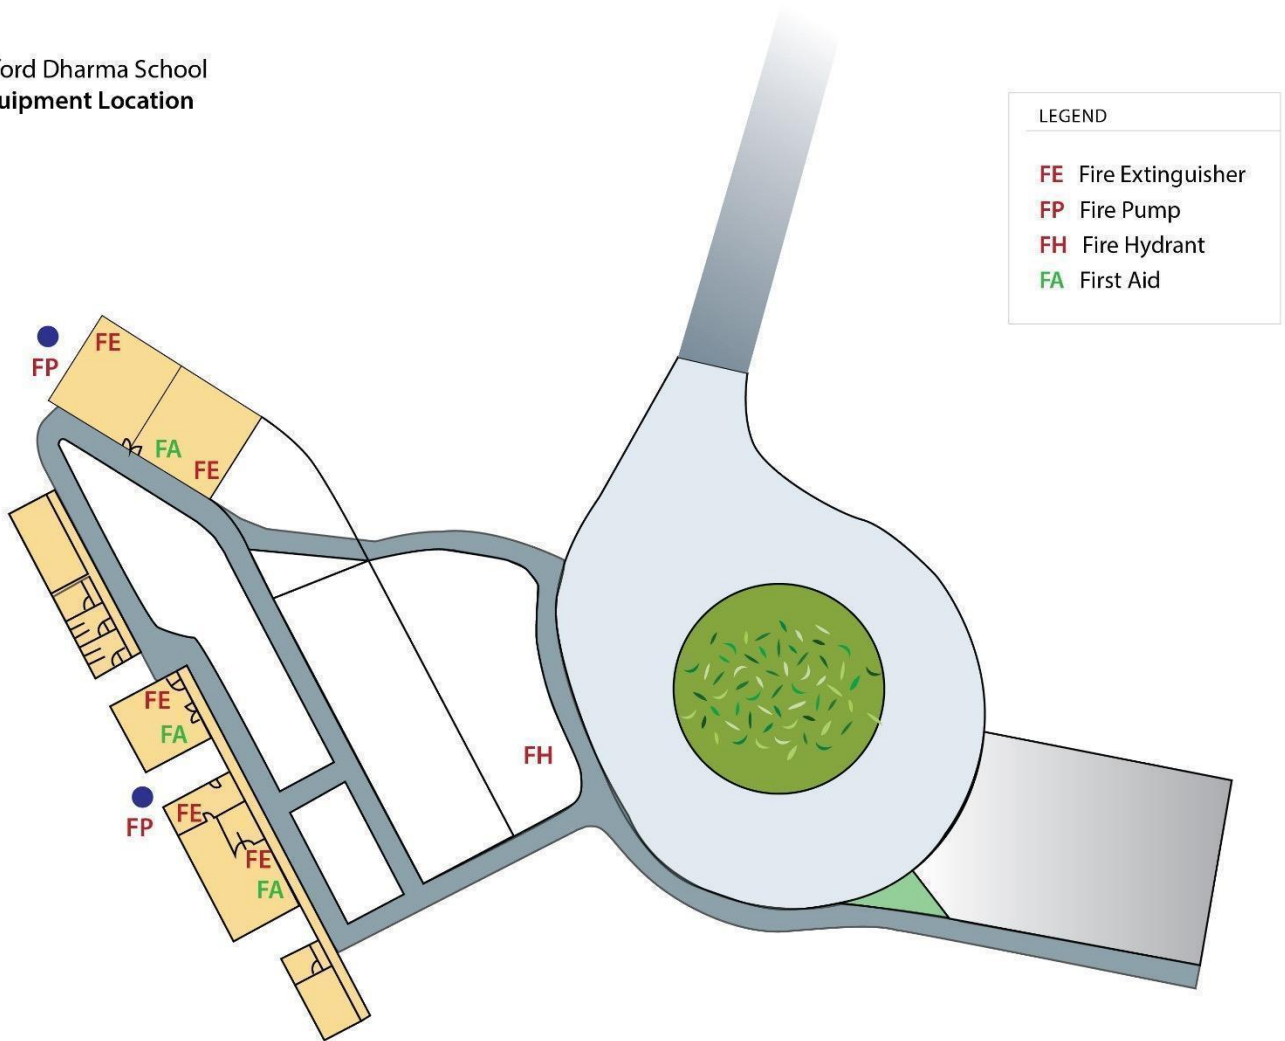 ord Dharma School
uipment Location
LEGEND
FE Fire Extinguisher
FP Fire Pump
FH Fire Hydrant
FA First Aid
FE
FP
FA
FE
FE
FA
FH
FE
FP
FE
FA